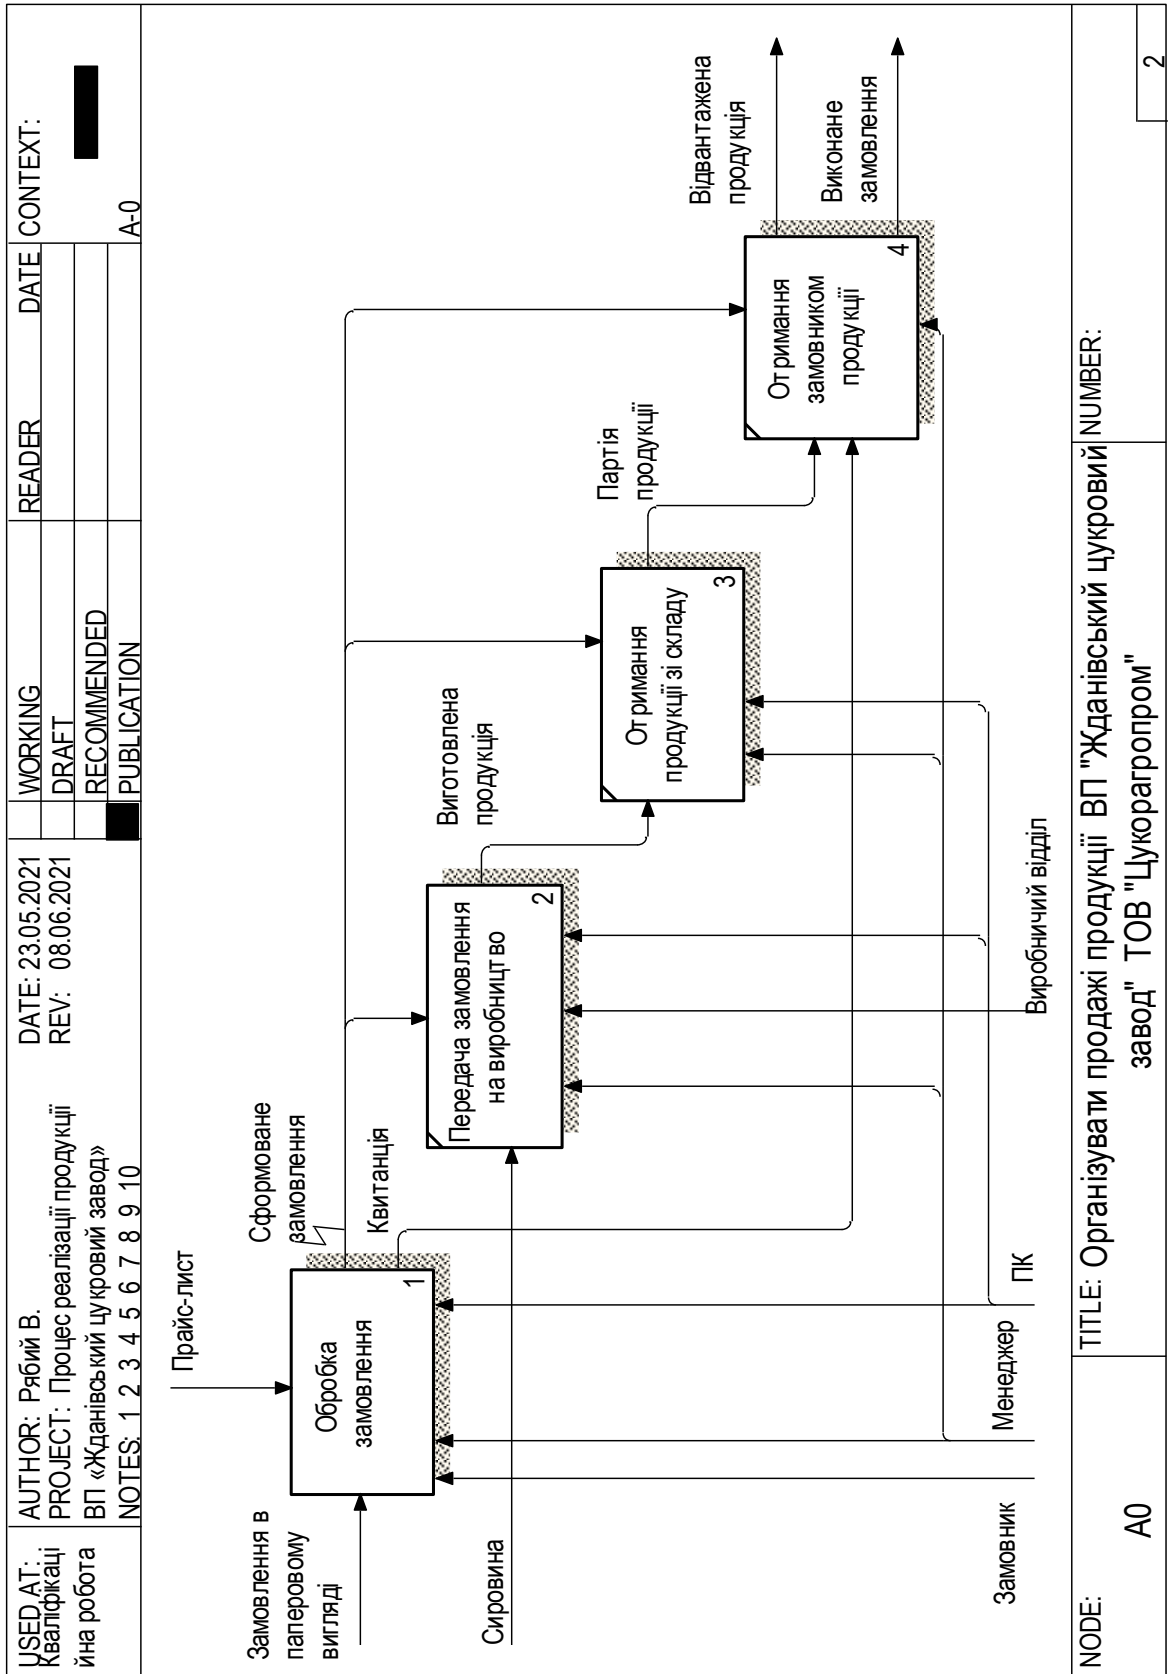 USED AT:
Кваліфікаці
йна робота
AUTHOR: Рябий В.
PROJECT: Процес реалізації продукції
ВП «Жданівський цукровий завод»
NOTES: 1 2 3 4 5 6 7 8 9 10
DATE: 23.05.2021
REV: 08.06.2021
WORKING
DRAFT
RECOMMENDED
PUBLICATION
READER
DATE
CONTEXT:
A-0
Прайс-лист
Замовлення в
паперовому
вигляді
Обробка
замовлення
1
Сформоване
замовлення
Квитанція
Сировина
Передача замовлення
на виробництво
2
Виготовлена
продукція
Отримання
продукції зі складу
3
Партія
продукції
Отримання
замовником
продукції
4
Відвантажена
продукція
Виконане
замовлення
Замовник
Менеджер
ПК
Виробничий відділ
NODE:
A0
TITLE: Організувати продажі продукції ВП "Жданівський цукровий
завод" ТОВ "Цукорагропром"
NUMBER:
2